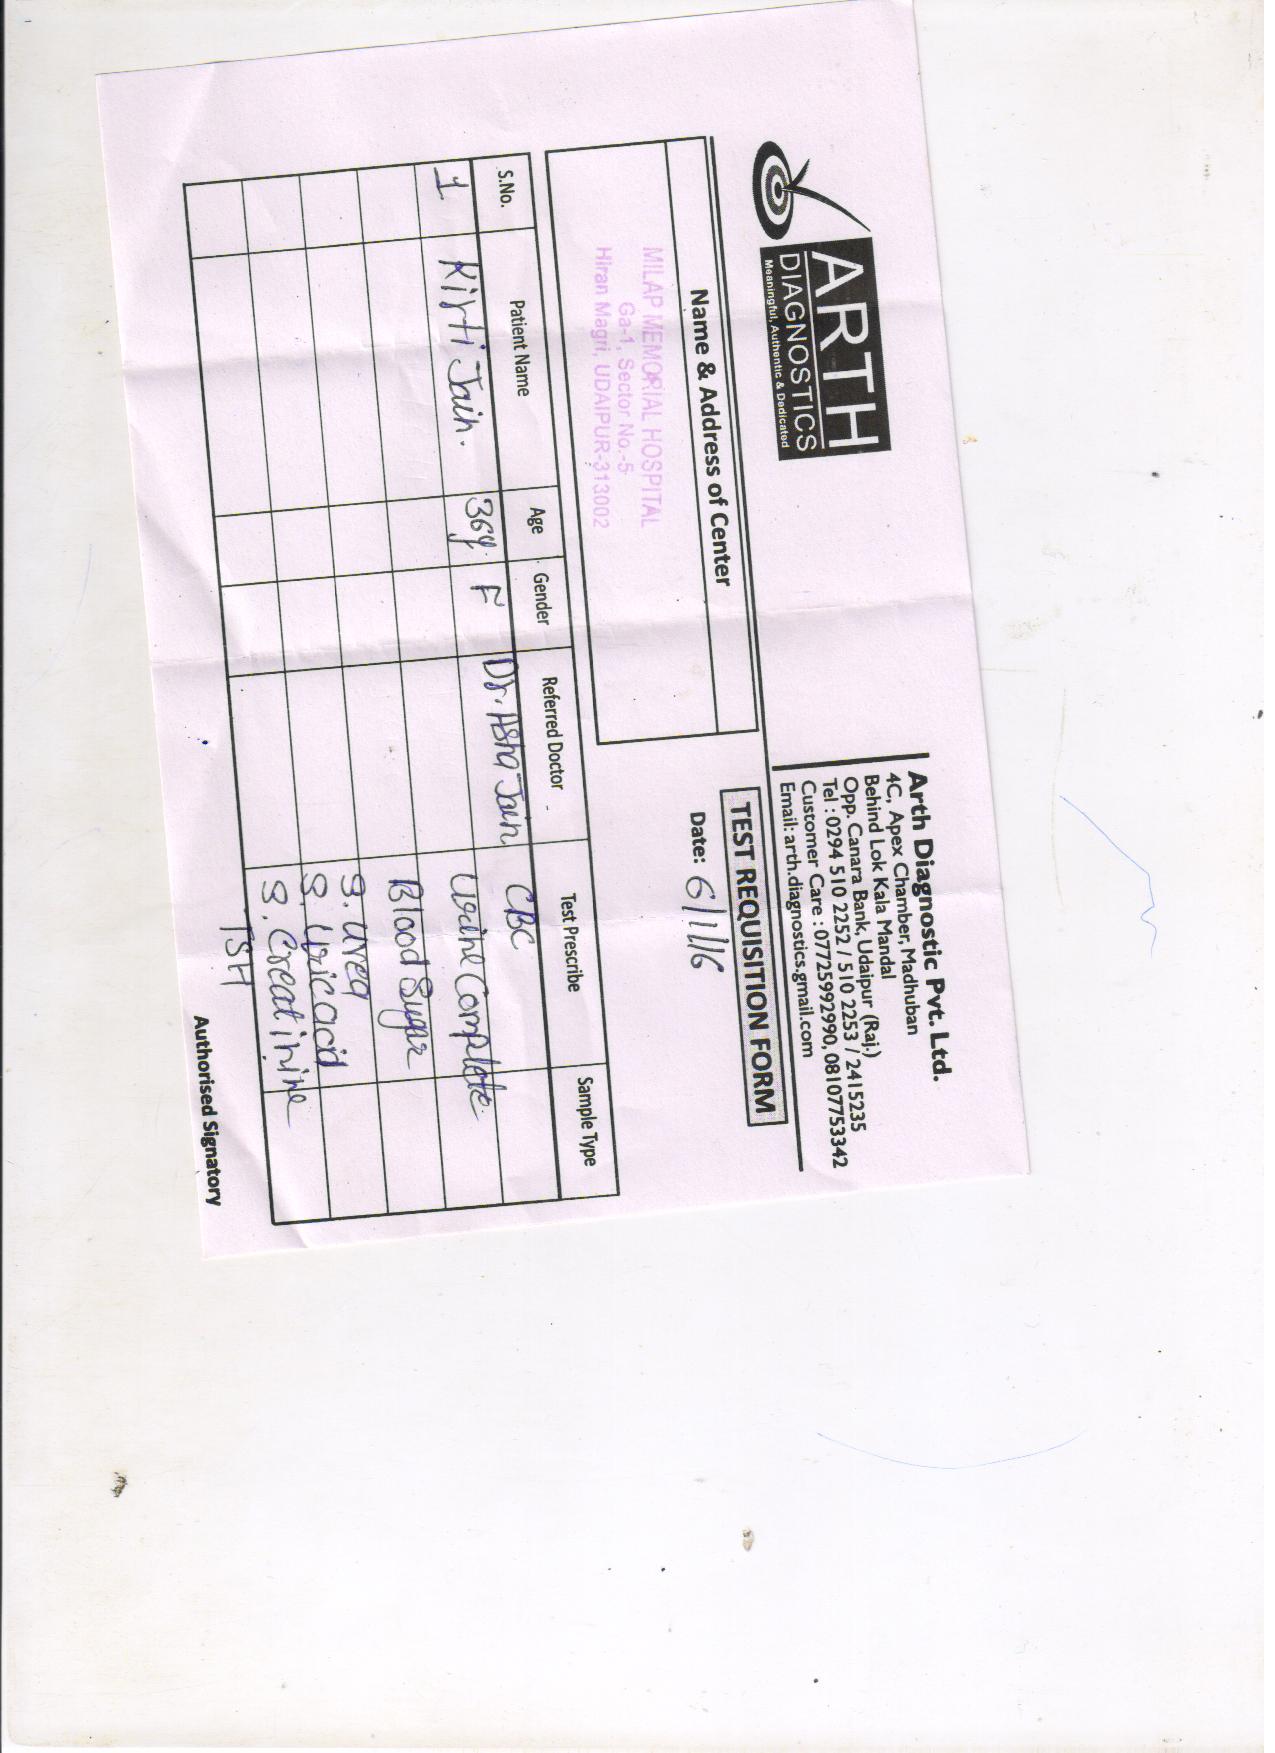 ARTH
DIAGNOSTICS
Meaningful, Authentic & Dedicated
Arth Diagnostic Pvt. Ltd.
4C, Apex Chamber, Madhuban
Behind Lok Kala Mandal
Opp. Canara Bank, Udaipur (Raj.)
Tel : 0294 510 2252 / 510 2253 / 2415235
Customer Care : 07725992990, 08107753342
Email: arth.diagnostics.gmail.com
TEST REQUISITION FORM
Name & Address of Center
Date: 6/1/16
MILAP MEMORIAL HOSPITAL
Ga-1, Sector No.-5
Hiran Magri, UDAIPUR-313002
S.No. Patient Name Age Gender Referred Doctor Test Prescribe Sample Type
1 Kirti Jain. 36y. F Dr. Asha Jain CBC
Urine Complete
Blood Sugar
S. Urea
S. Uric acid
S. Creatinine
TSH
Authorised Signatory